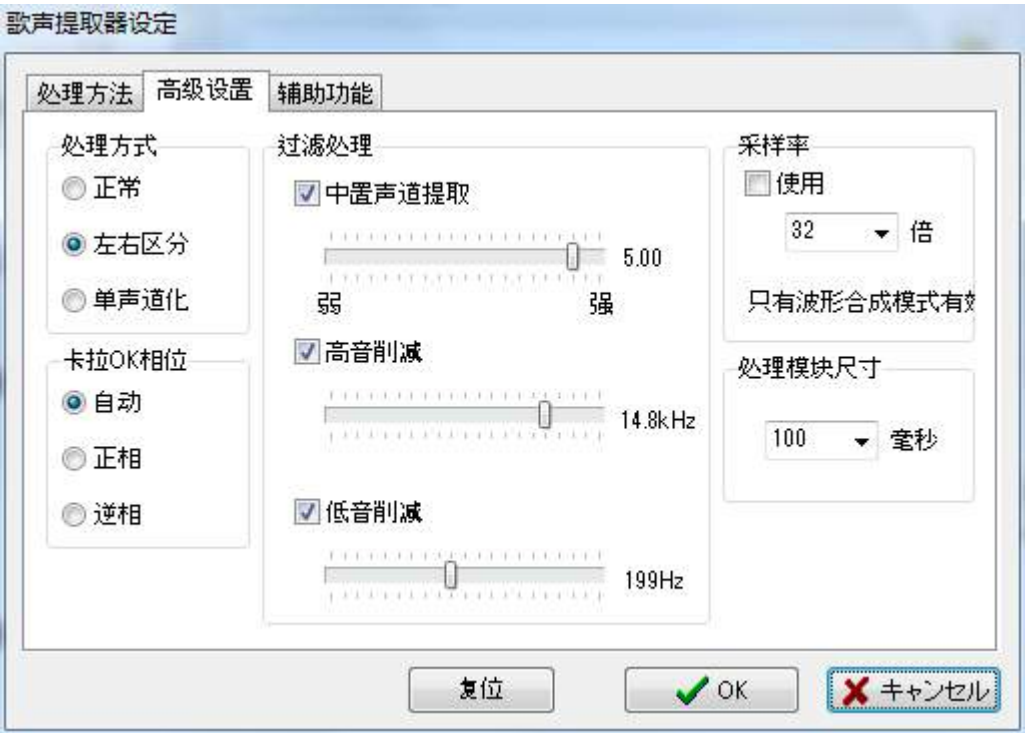 歌声提取器设定
处理方法 高级设置 辅助功能
处理方式
正常
左右区分
单声道化
卡拉OK相位
自动
正相
逆相
过滤处理
中置声道提取
5.00
弱 强
高音削减
14.8kHz
低音削减
199Hz
采样率
使用
32 倍
只有波形合成模式有效
处理模块尺寸
100 毫秒
复位 OK キャンセル